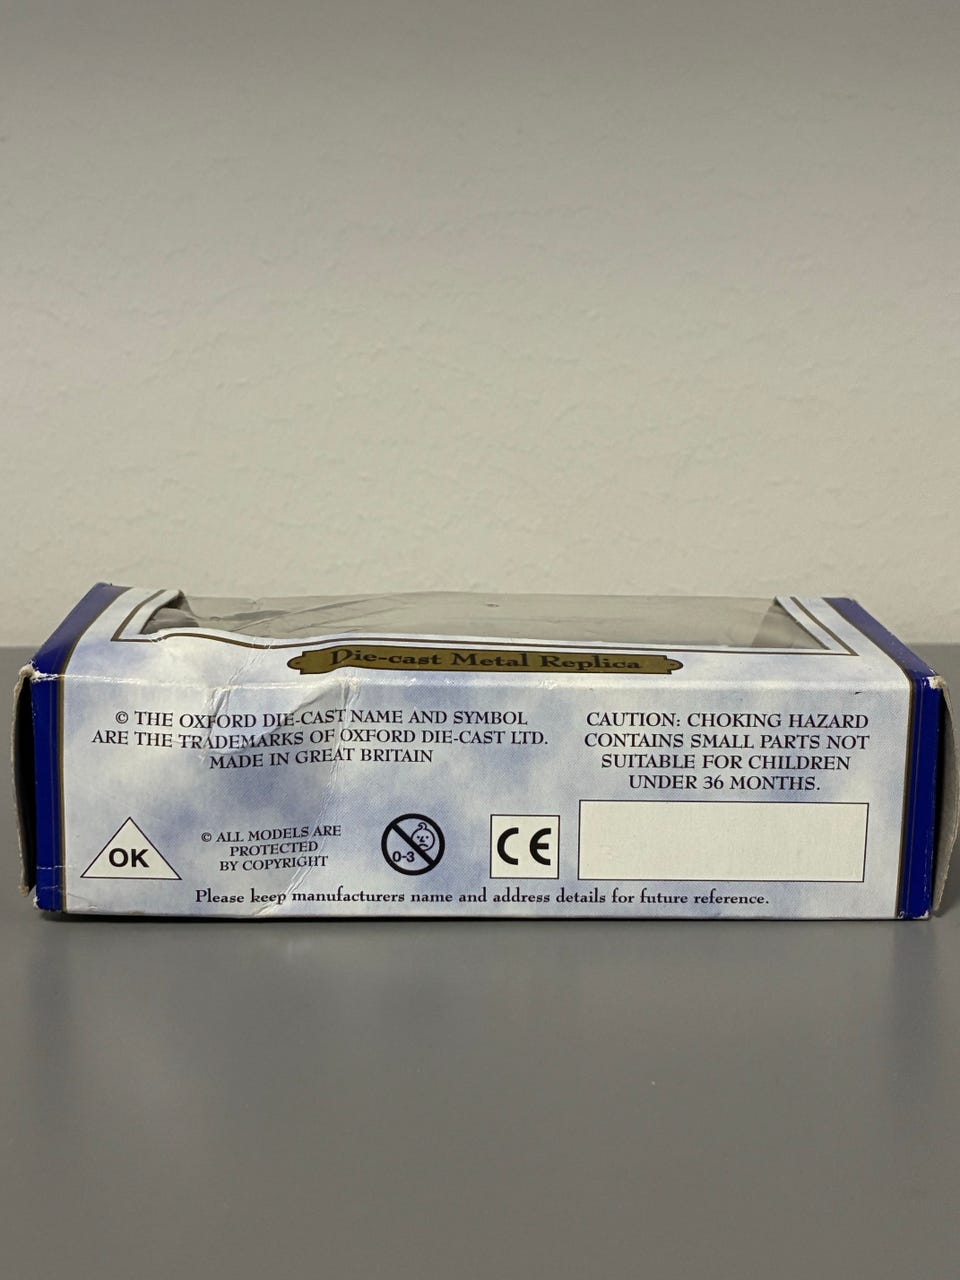 Die-cast Metal Replica
© THE OXFORD DIE-CAST NAME AND SYMBOL
ARE THE TRADEMARKS OF OXFORD DIE-CAST LTD.
MADE IN GREAT BRITAIN
CAUTION: CHOKING HAZARD
CONTAINS SMALL PARTS NOT
SUITABLE FOR CHILDREN
UNDER 36 MONTHS.
OK
© ALL MODELS ARE
PROTECTED
BY COPYRIGHT
0-3
CE
Please keep manufacturers name and address details for future reference.